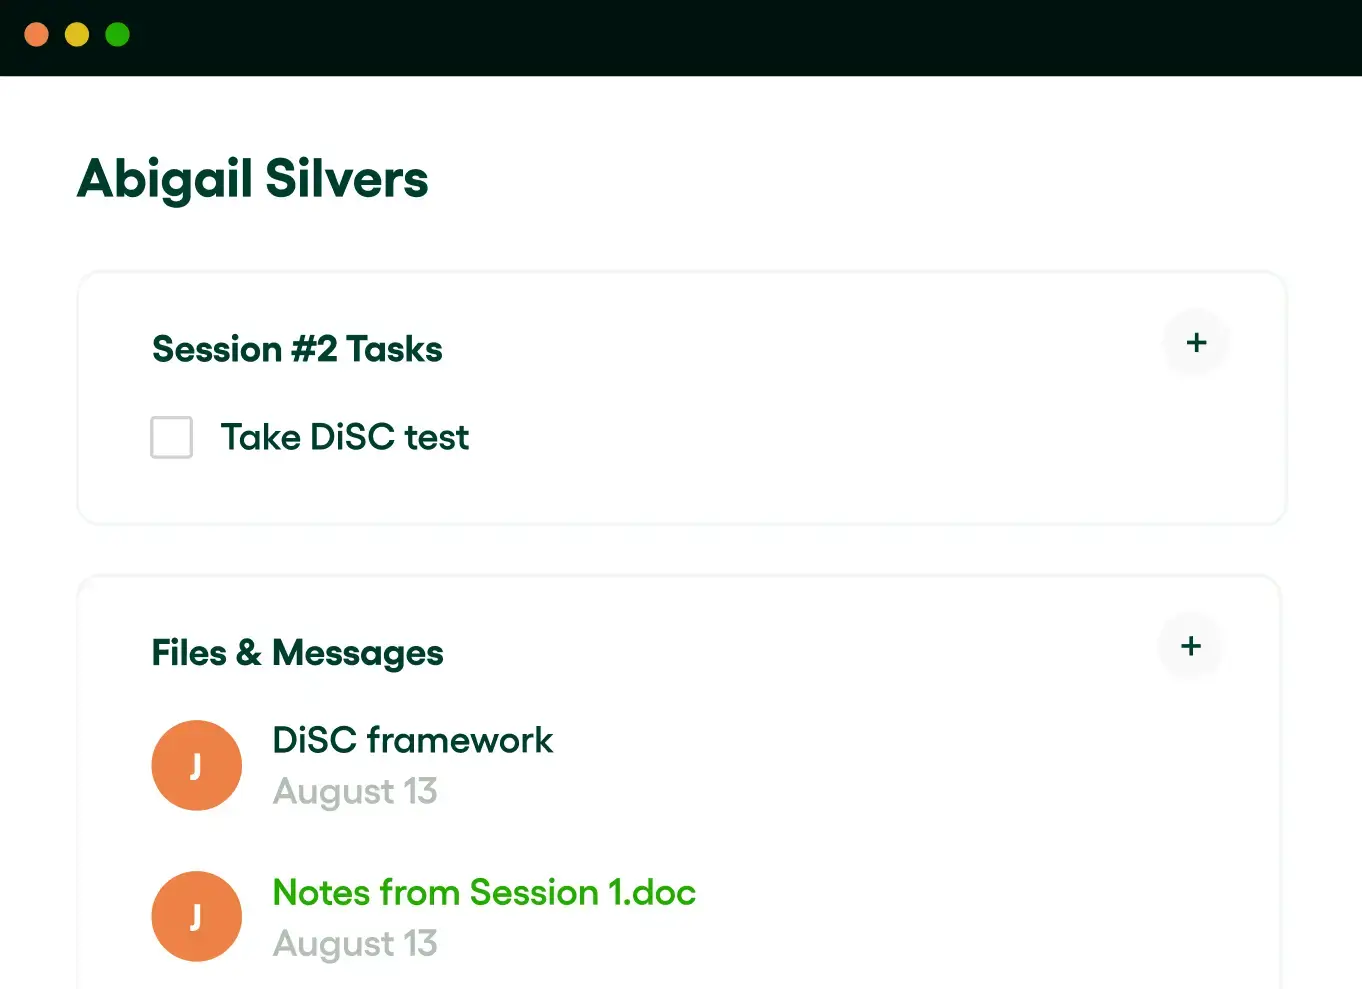 Abigail Silvers
Session #2 Tasks
+
Take DiSC test
Files & Messages
+
J
DiSC framework
August 13
J
Notes from Session 1.doc
August 13